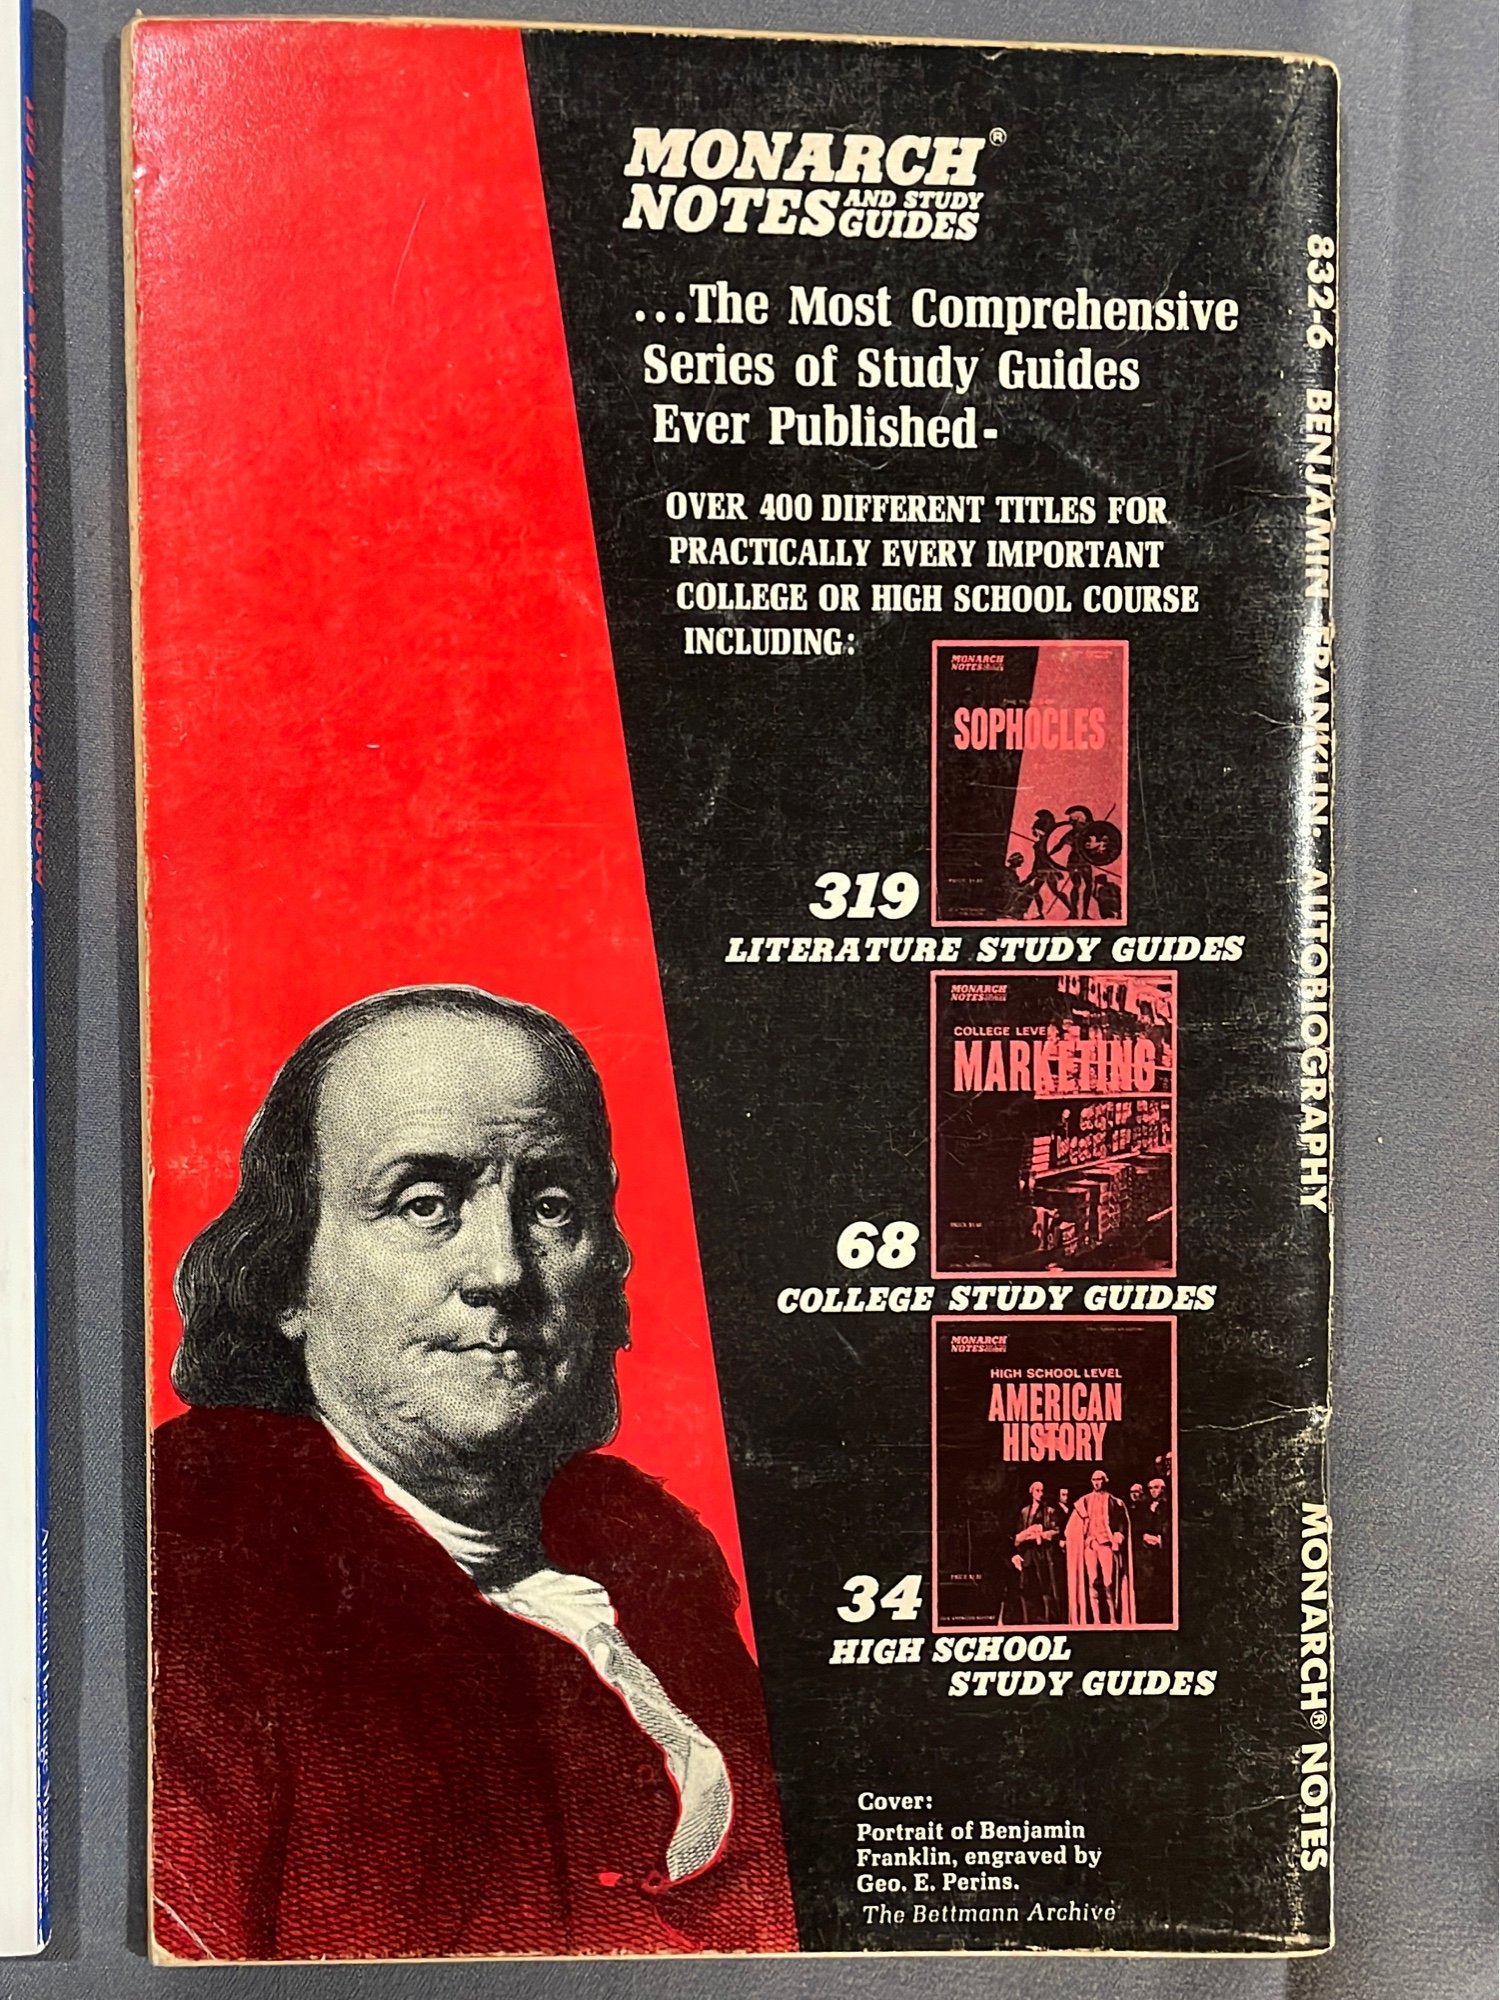 MONARCH®
NOTES AND STUDY GUIDES
...The Most Comprehensive
Series of Study Guides
Ever Published-
OVER 400 DIFFERENT TITLES FOR
PRACTICALLY EVERY IMPORTANT
COLLEGE OR HIGH SCHOOL COURSE
INCLUDING:
MONARCH
NOTES
SOPHOCLES
319
LITERATURE STUDY GUIDES
MONARCH
NOTES
COLLEGE LEVEL
MARKETING
68
COLLEGE STUDY GUIDES
MONARCH
NOTES
HIGH SCHOOL LEVEL
AMERICAN
HISTORY
34
HIGH SCHOOL
STUDY GUIDES
Cover:
Portrait of Benjamin
Franklin, engraved by
Geo. E. Perins.
The Bettmann Archive
832-6 BENJAMIN FRANKLIN: AUTOBIOGRAPHY MONARCH® NOTES